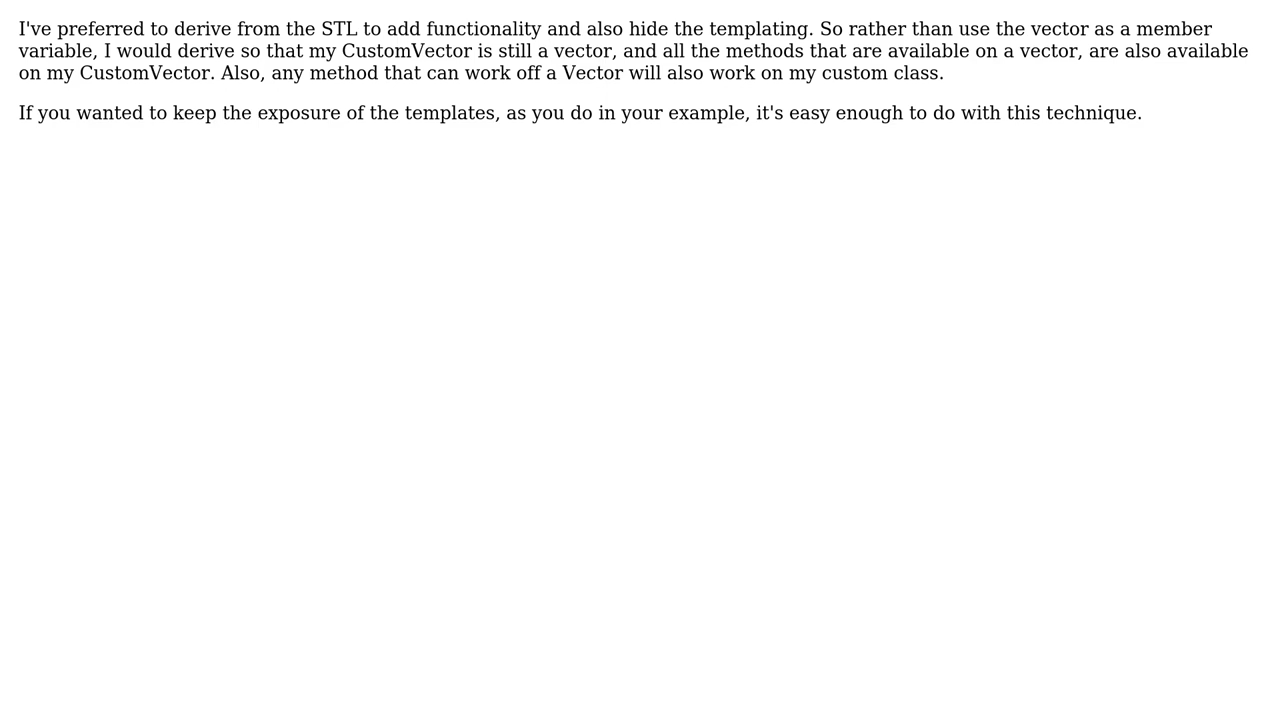 I've preferred to derive from the STL to add functionality and also hide the templating. So rather than use the vector as a member
variable, I would derive so that my CustomVector is still a vector, and all the methods that are available on a vector, are also available
on my CustomVector. Also, any method that can work off a Vector will also work on my custom class.
If you wanted to keep the exposure of the templates, as you do in your example, it's easy enough to do with this technique.